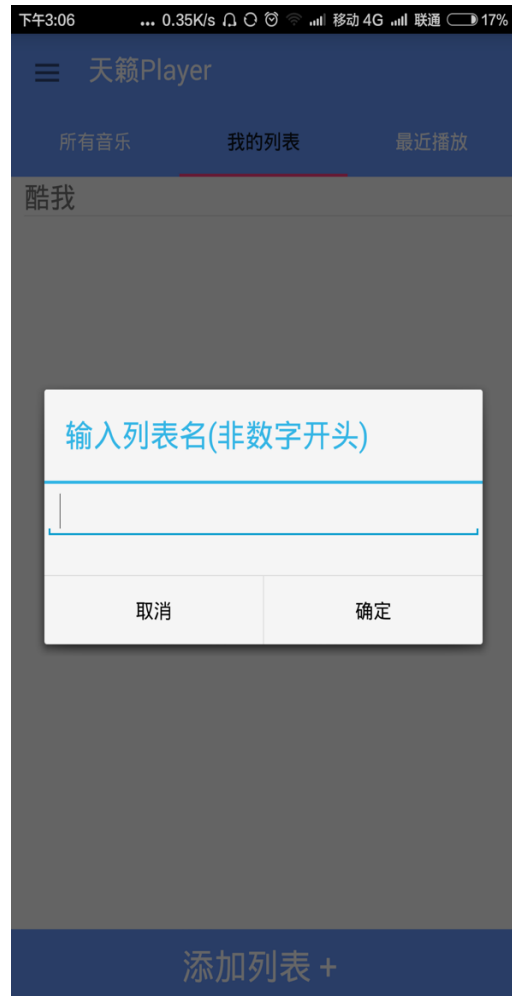 下午3:06 ... 0.35K/s 移动 4G 联通 17%
天籁Player
所有音乐 我的列表 最近播放
酷我
输入列表名(非数字开头)
取消 确定
添加列表 +